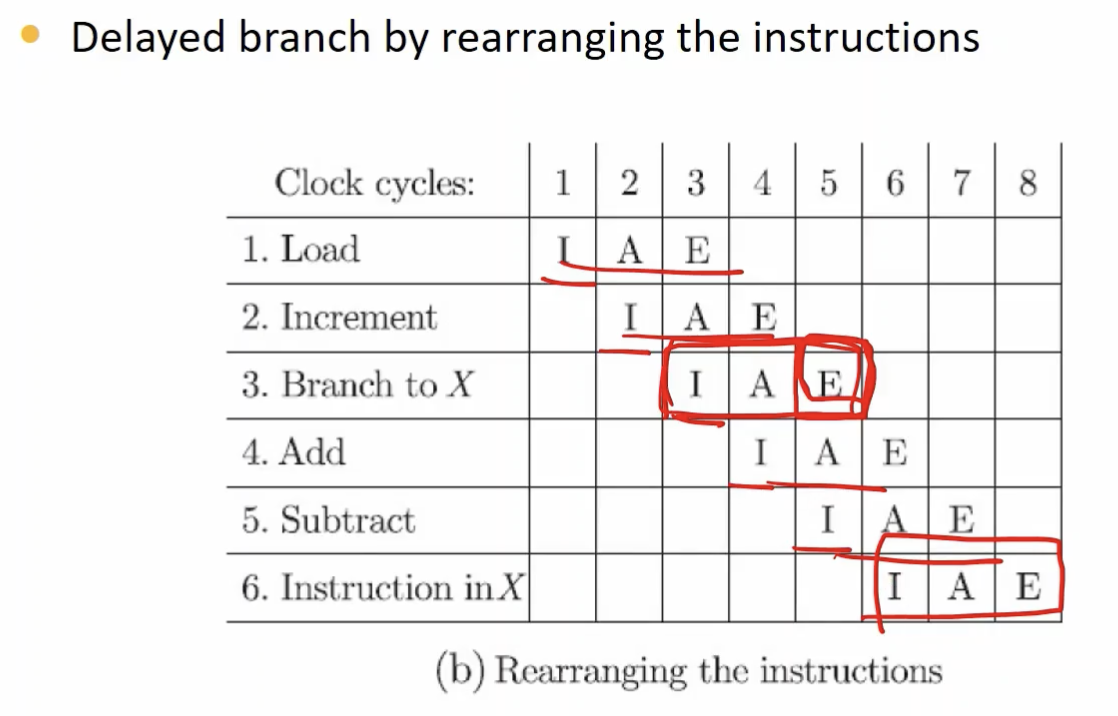 • Delayed branch by rearranging the instructions
Clock cycles: 1 2 3 4 5 6 7 8
1. Load I A E
2. Increment I A E
3. Branch to X I A E
4. Add I A E
5. Subtract I A E
6. Instruction in X I A E
(b) Rearranging the instructions